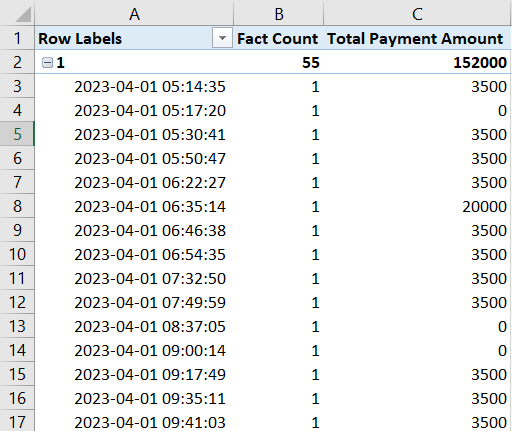 A B C
1 Row Labels Fact Count Total Payment Amount
2 1 55 152000
3 2023-04-01 05:14:35 1 3500
4 2023-04-01 05:17:20 1 0
5 2023-04-01 05:30:41 1 3500
6 2023-04-01 05:50:47 1 3500
7 2023-04-01 06:22:27 1 3500
8 2023-04-01 06:35:14 1 20000
9 2023-04-01 06:46:38 1 3500
10 2023-04-01 06:54:35 1 3500
11 2023-04-01 07:32:50 1 3500
12 2023-04-01 07:49:59 1 3500
13 2023-04-01 08:37:05 1 0
14 2023-04-01 09:00:14 1 0
15 2023-04-01 09:17:49 1 3500
16 2023-04-01 09:35:11 1 3500
17 2023-04-01 09:41:03 1 3500